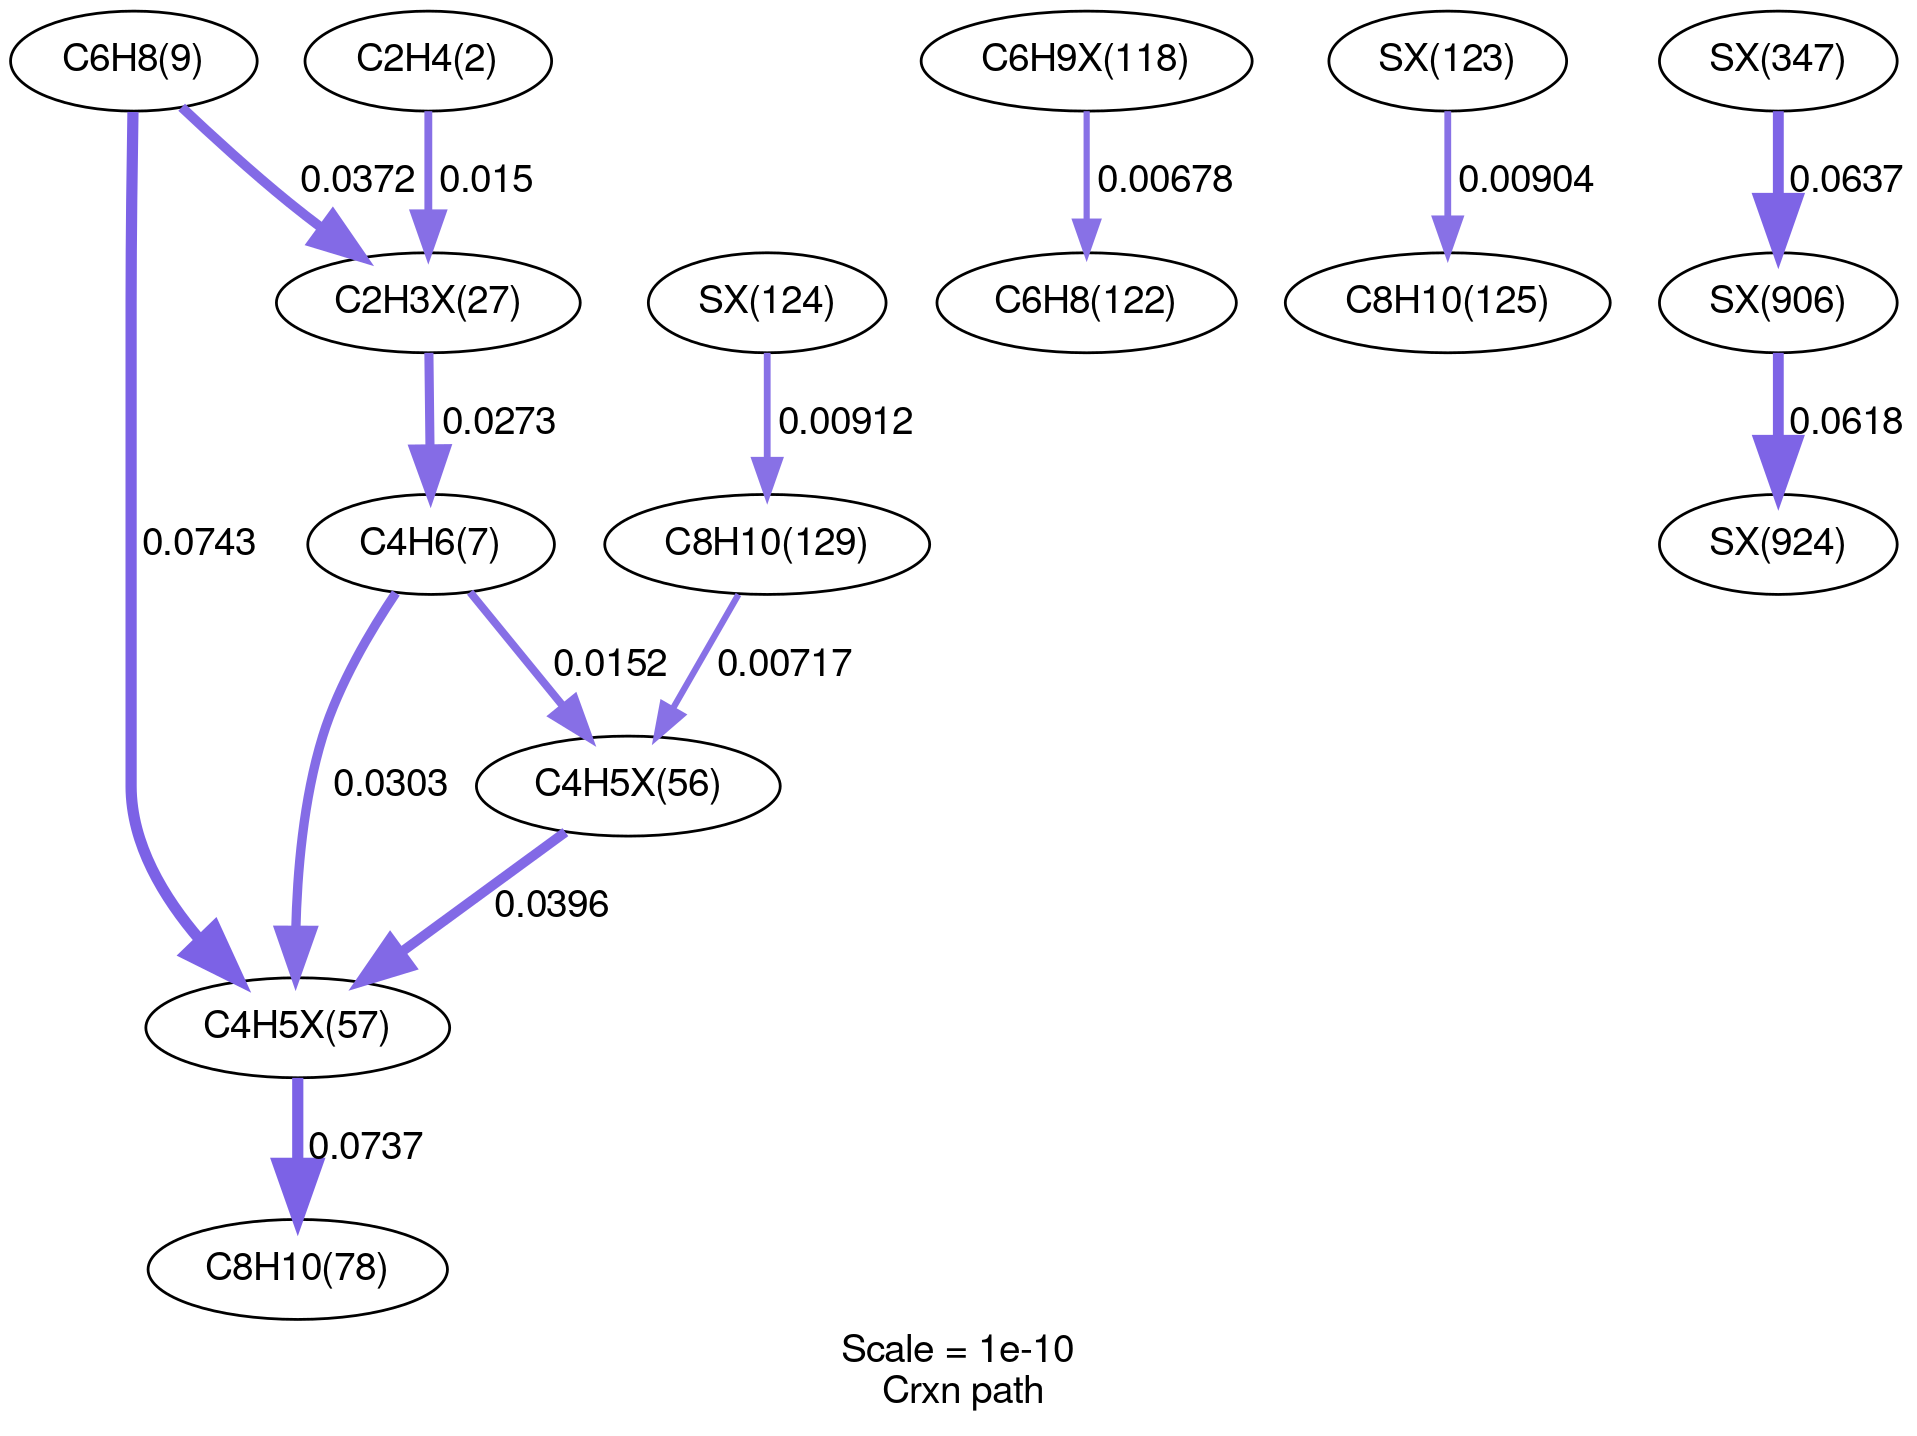 C6H8(9)
C2H4(2)
C6H9X(118)
SX(123)
SX(347)
0.0372
0.015
0.00678
0.00904
0.0637
C2H3X(27)
SX(124)
C6H8(122)
C8H10(125)
SX(906)
0.0273
0.00912
0.0618
0.0743
C4H6(7)
C8H10(129)
SX(924)
0.0152
0.00717
0.0303
C4H5X(56)
0.0396
C4H5X(57)
0.0737
C8H10(78)
Scale = 1e-10
Crxn path